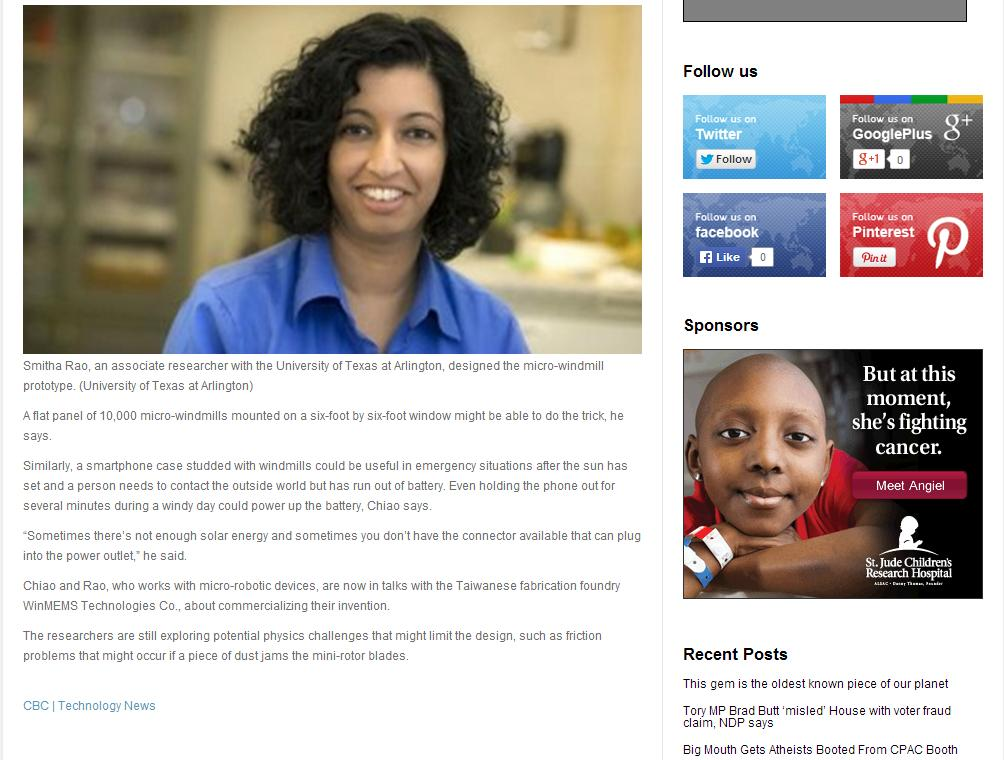 Smitha Rao, an associate researcher with the University of Texas at Arlington, designed the micro-windmill
prototype. (University of Texas at Arlington)
A flat panel of 10,000 micro-windmills mounted on a six-foot by six-foot window might be able to do the trick, he
says.
Similarly, a smartphone case studded with windmills could be useful in emergency situations after the sun has
set and a person needs to contact the outside world but has run out of battery. Even holding the phone out for
several minutes during a windy day could power up the battery, Chiao says.
“Sometimes there’s not enough solar energy and sometimes you don’t have the connector available that can plug
into the power outlet,” he said.
Chiao and Rao, who works with micro-robotic devices, are now in talks with the Taiwanese fabrication foundry
WinMEMS Technologies Co., about commercializing their invention.
The researchers are still exploring potential physics challenges that might limit the design, such as friction
problems that might occur if a piece of dust jams the mini-rotor blades.
CBC | Technology News
Follow us
Follow us on
Twitter
Follow
Follow us on
GooglePlus
g+
g+1 0
Follow us on
facebook
Like 0
Follow us on
Pinterest
Pin it
Sponsors
But at this
moment,
she’s fighting
cancer.
Meet Angiel
St. Jude Children’s
Research Hospital
ALSAC • Danny Thomas, Founder
Recent Posts
This gem is the oldest known piece of our planet
Tory MP Brad Butt ‘misled’ House with voter fraud
claim, NDP says
Big Mouth Gets Atheists Booted From CPAC Booth